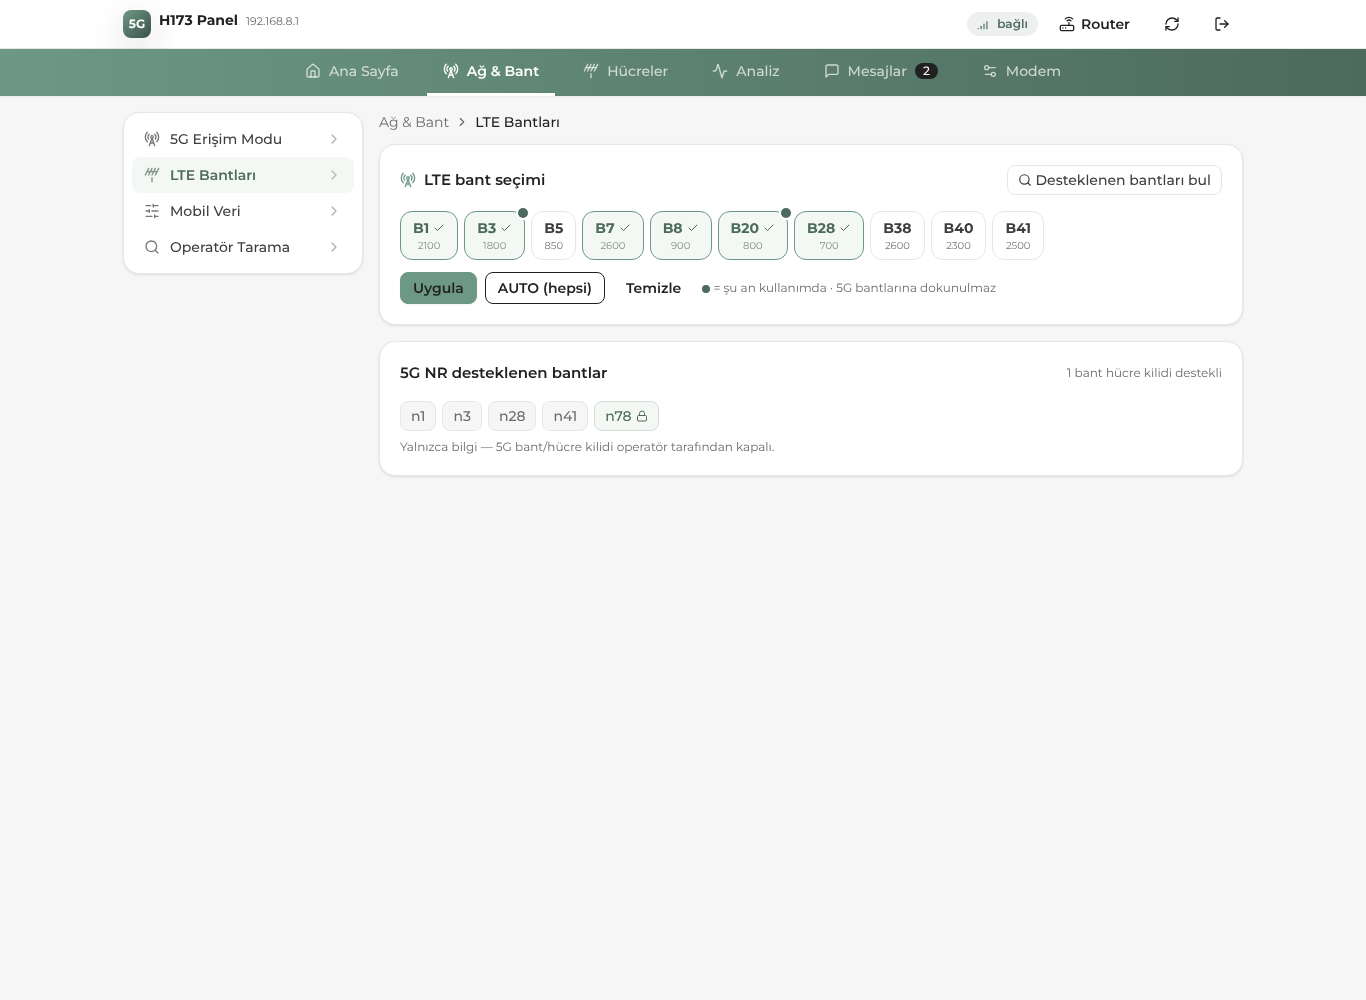 5G H173 Panel 192.168.8.1 bağlı Router
Ana Sayfa Ağ & Bant Hücreler Analiz Mesajlar 2 Modem
5G Erişim Modu
LTE Bantları
Mobil Veri
Operatör Tarama
Ağ & Bant > LTE Bantları
LTE bant seçimi Desteklenen bantları bul
B1 B3 B5 B7 B8 B20 B28 B38 B40 B41
2100 1800 850 2600 900 800 700 2600 2300 2500
Uygula AUTO (hepsi) Temizle = şu an kullanımda · 5G bantlarına dokunulmaz
5G NR desteklenen bantlar 1 bant hücre kilidi destekli
n1 n3 n28 n41 n78
Yalnızca bilgi — 5G bant/hücre kilidi operatör tarafından kapalı.